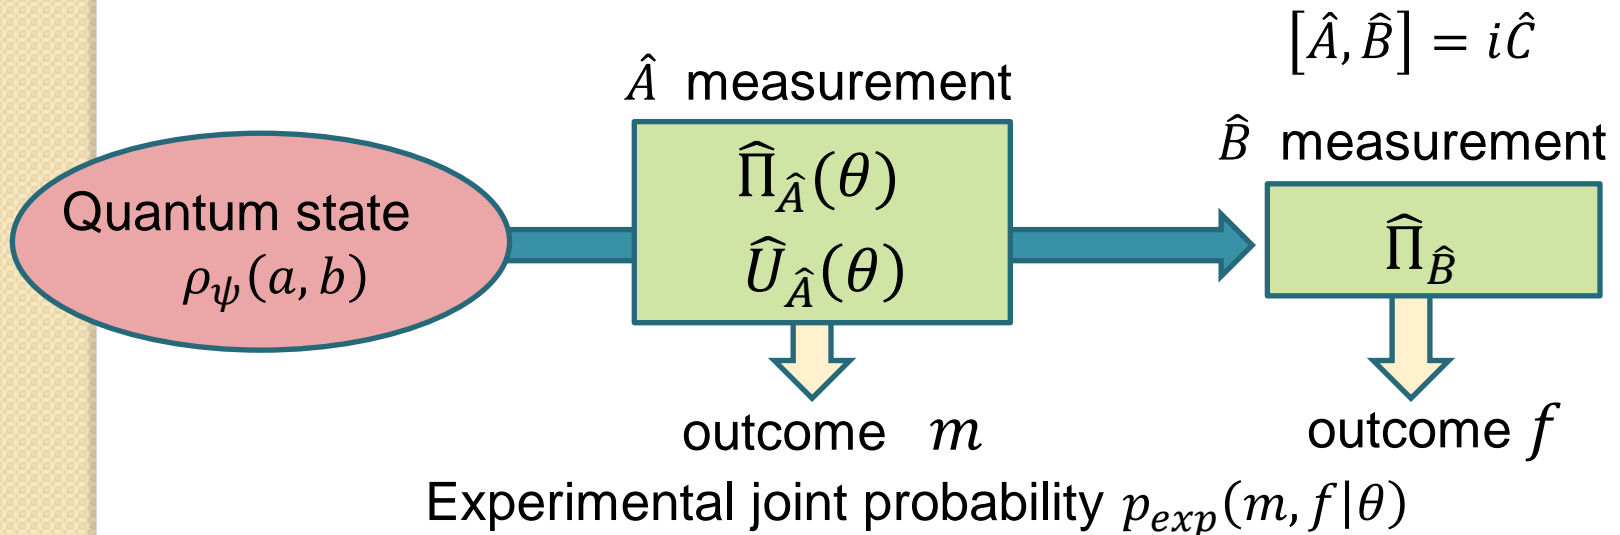 [Â, B̂] = iĈ
Â measurement
B̂ measurement
Quantum state
ρ_ψ(a, b)
Π̂_Â(θ)
Û_Â(θ)
Π̂_B̂
outcome m
outcome f
Experimental joint probability p_exp(m, f|θ)